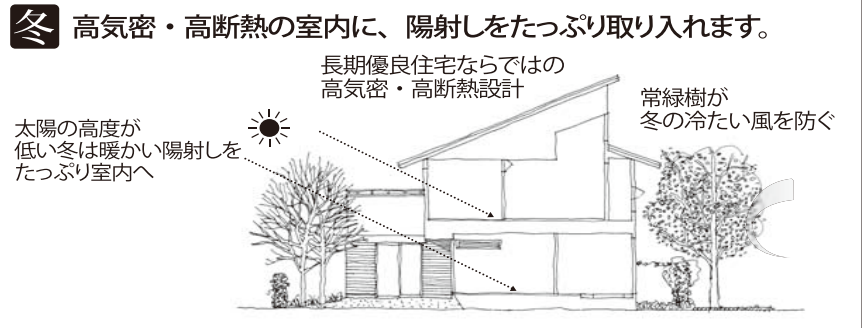 冬 高気密・高断熱の室内に、陽射しをたっぷり取り入れます。
長期優良住宅ならではの
高気密・高断熱設計
常緑樹が
冬の冷たい風を防ぐ
太陽の高度が
低い冬は暖かい陽射しを
たっぷり室内へ